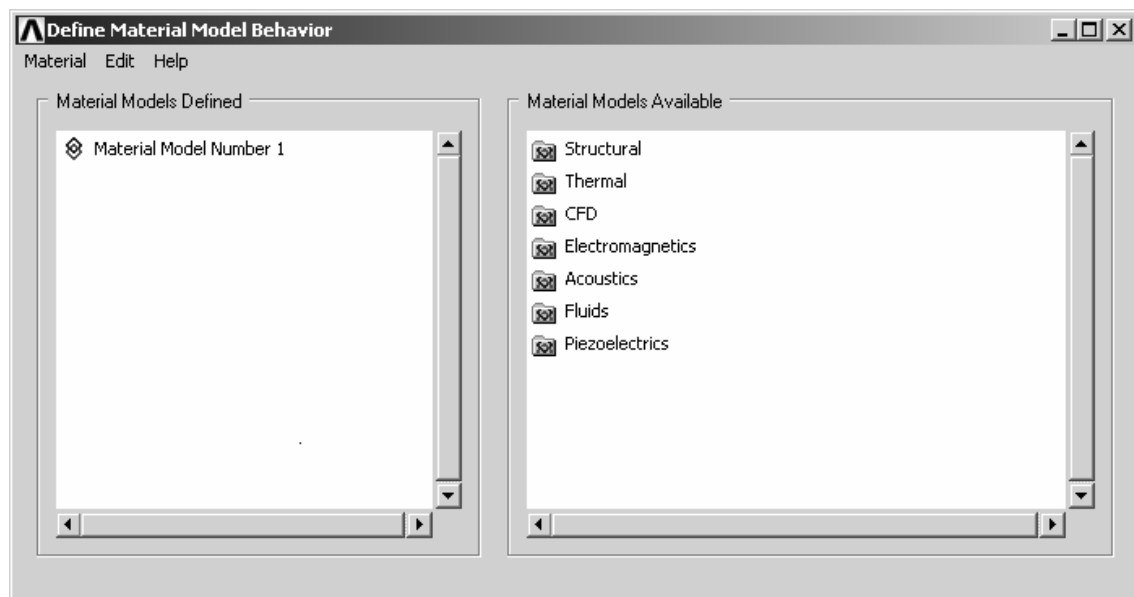 Define Material Model Behavior
Material Edit Help
Material Models Defined
Material Model Number 1
Material Models Available
Structural
Thermal
CFD
Electromagnetics
Acoustics
Fluids
Piezoelectrics